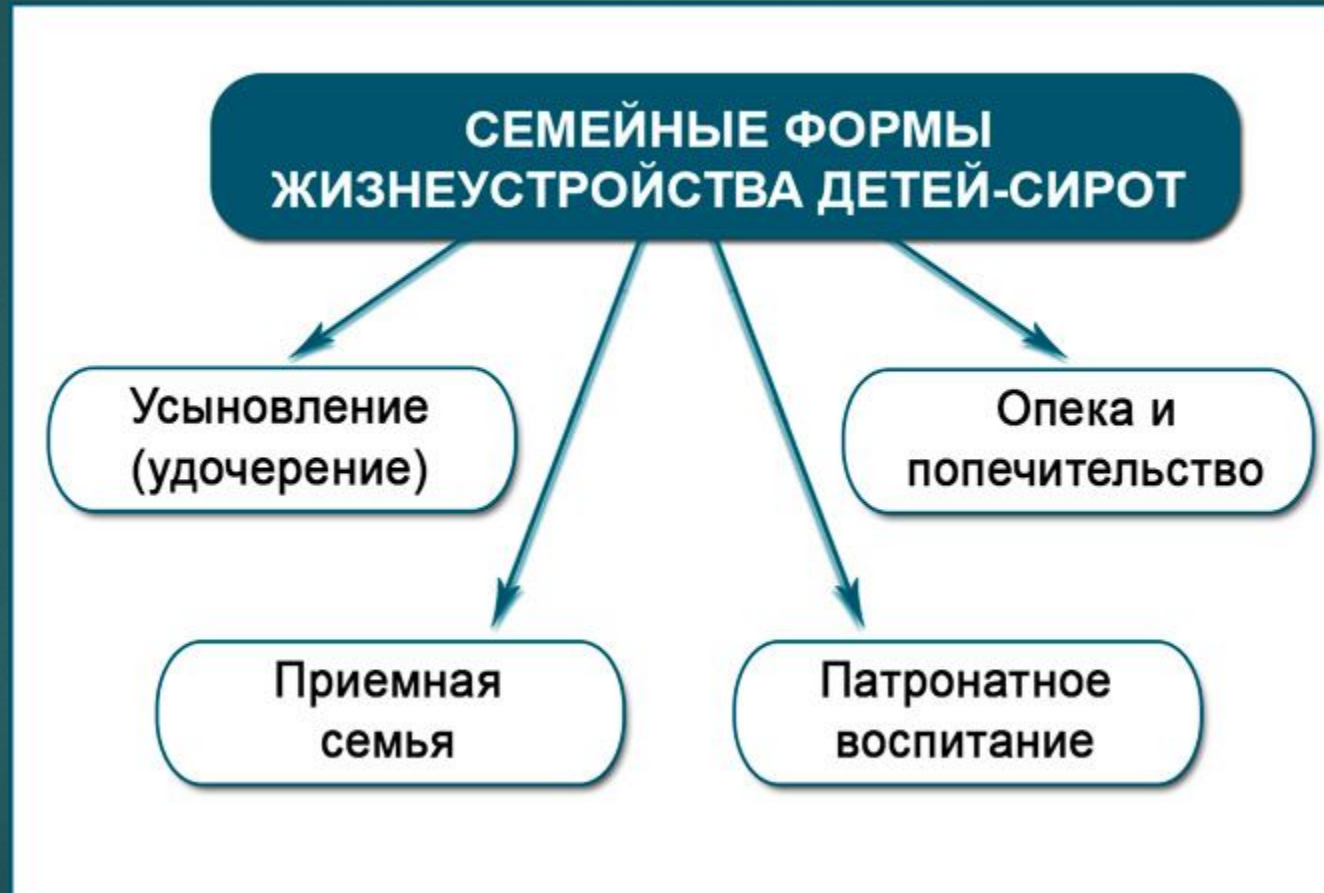 СЕМЕЙНЫЕ ФОРМЫ
ЖИЗНЕУСТРОЙСТВА ДЕТЕЙ-СИРОТ
Усыновление
(удочерение)
Опека и
попечительство
Приемная
семья
Патронатное
воспитание